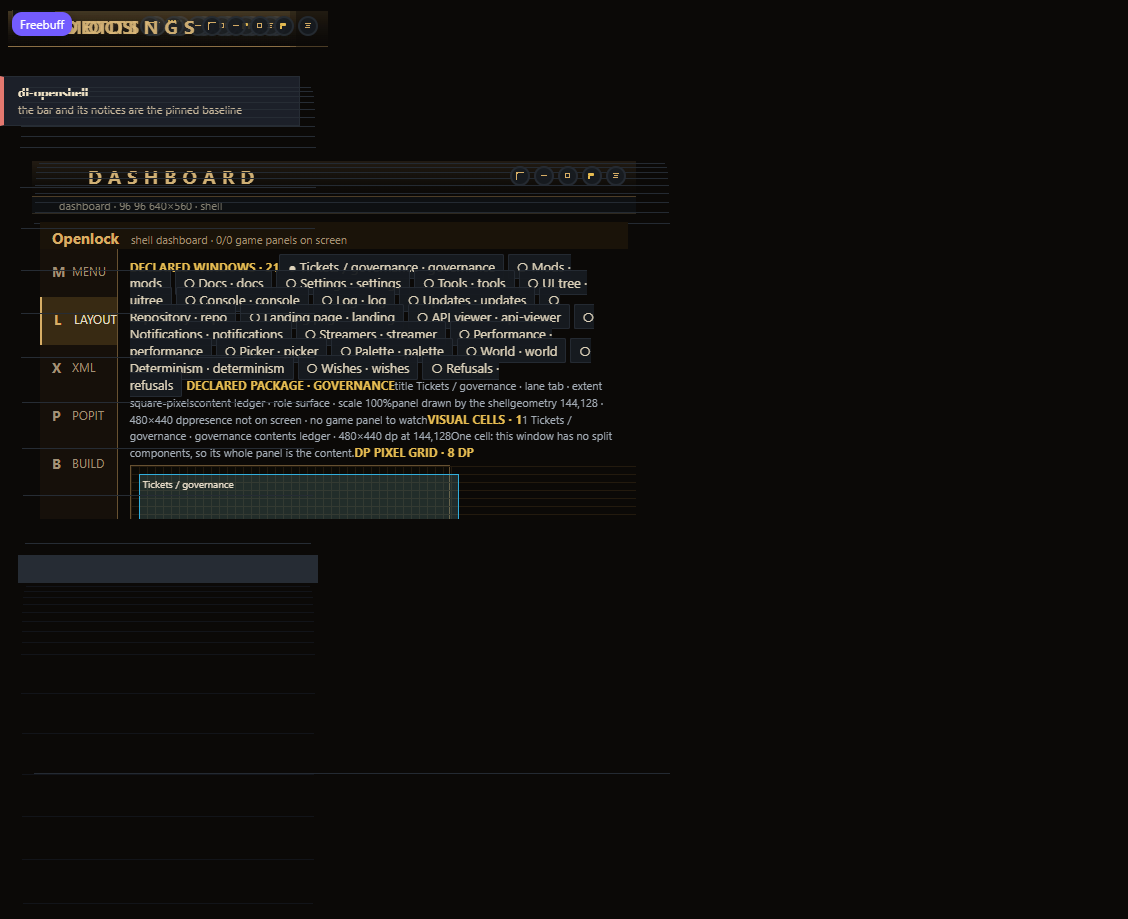 Freebuff
di-openshell
the bar and its notices are the pinned baseline
DASHBOARD
dashboard · 96 96 640×560 · shell
Openlock shell dashboard · 0/0 game panels on screen
M MENU
L LAYOUT
X XML
P POPIT
B BUILD
DECLARED WINDOWS · 21 ● Tickets / governance · governance ○ Mods ·
mods ○ Docs · docs ○ Settings · settings ○ Tools · tools ○ UI tree ·
uitree ○ Console · console ○ Log · log ○ Updates · updates ○
Repository · repo ○ Landing page · landing ○ API viewer · api-viewer ○
Notifications · notifications ○ Streamers · streamer ○ Performance ·
performance ○ Picker · picker ○ Palette · palette ○ World · world ○
Determinism · determinism ○ Wishes · wishes ○ Refusals ·
refusals DECLARED PACKAGE · GOVERNANCEtitle Tickets / governance · lane tab · extent
square-pixelscontent ledger · role surface · scale 100%panel drawn by the shellgeometry 144,128 ·
480×440 dppresence not on screen · no game panel to watchVISUAL CELLS · 11 Tickets /
governance · governance contents ledger · 480×440 dp at 144,128One cell: this window has no split
components, so its whole panel is the content.DP PIXEL GRID · 8 DP
Tickets / governance